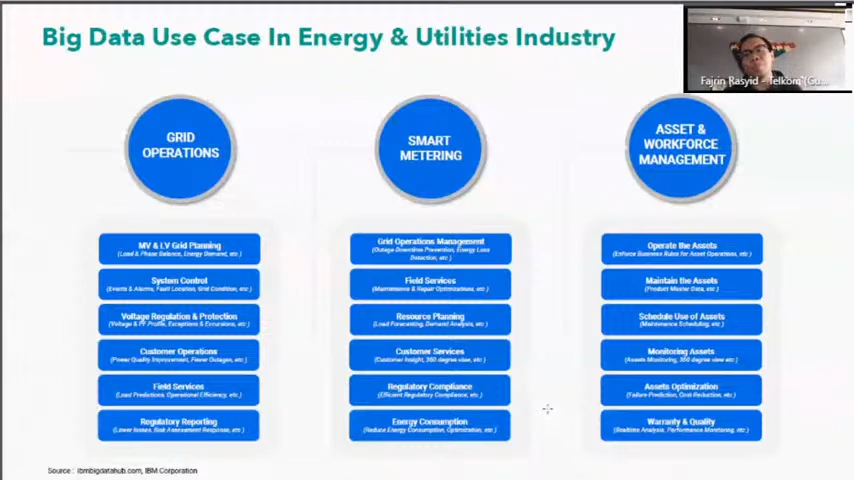 Big Data Use Case In Energy & Utilities Industry
Fajrin Rasyid - Telkom (Gu...
GRID
OPERATIONS
MV & LV Grid Planning
(Load & Phase Balance, Energy Demand, etc )
System Control
(Events & Alarms, Fault Location, Grid Condition, etc )
Voltage Regulation & Protection
(Voltage & PF Profile, Exceptions & Excursions, etc )
Customer Operations
(Power Quality Improvement, Fewer Outages, etc )
Field Services
(Load Predictions, Operational Efficiency, etc )
Regulatory Reporting
(Lower losses, Risk Assessment Response, etc )
SMART
METERING
Grid Operations Management
(Outage Downtime Prevention, Energy Loss
Detection, etc )
Field Services
(Maintenance & Repair Optimizations, etc )
Resource Planning
(Load Forecasting, Demand Analysis, etc )
Customer Services
(Customer Insight, 360 degree view, etc )
Regulatory Compliance
(Efficient Regulatory Compliance, etc )
Energy Consumption
(Reduce Energy Consumption, Optimization, etc )
ASSET &
WORKFORCE
MANAGEMENT
Operate the Assets
(Enforce Business Rules for Asset Operations, etc )
Maintain the Assets
(Product Master Data, etc )
Schedule Use of Assets
(Maintenance Scheduling, etc )
Monitoring Assets
(Assets Monitoring, 360 degree view etc )
Assets Optimization
(Failure Prediction, Cost Reduction, etc )
Warranty & Quality
(Realtime Analysis, Performance Monitoring, etc )
Source : ibmbigdatahub.com, IBM Corporation